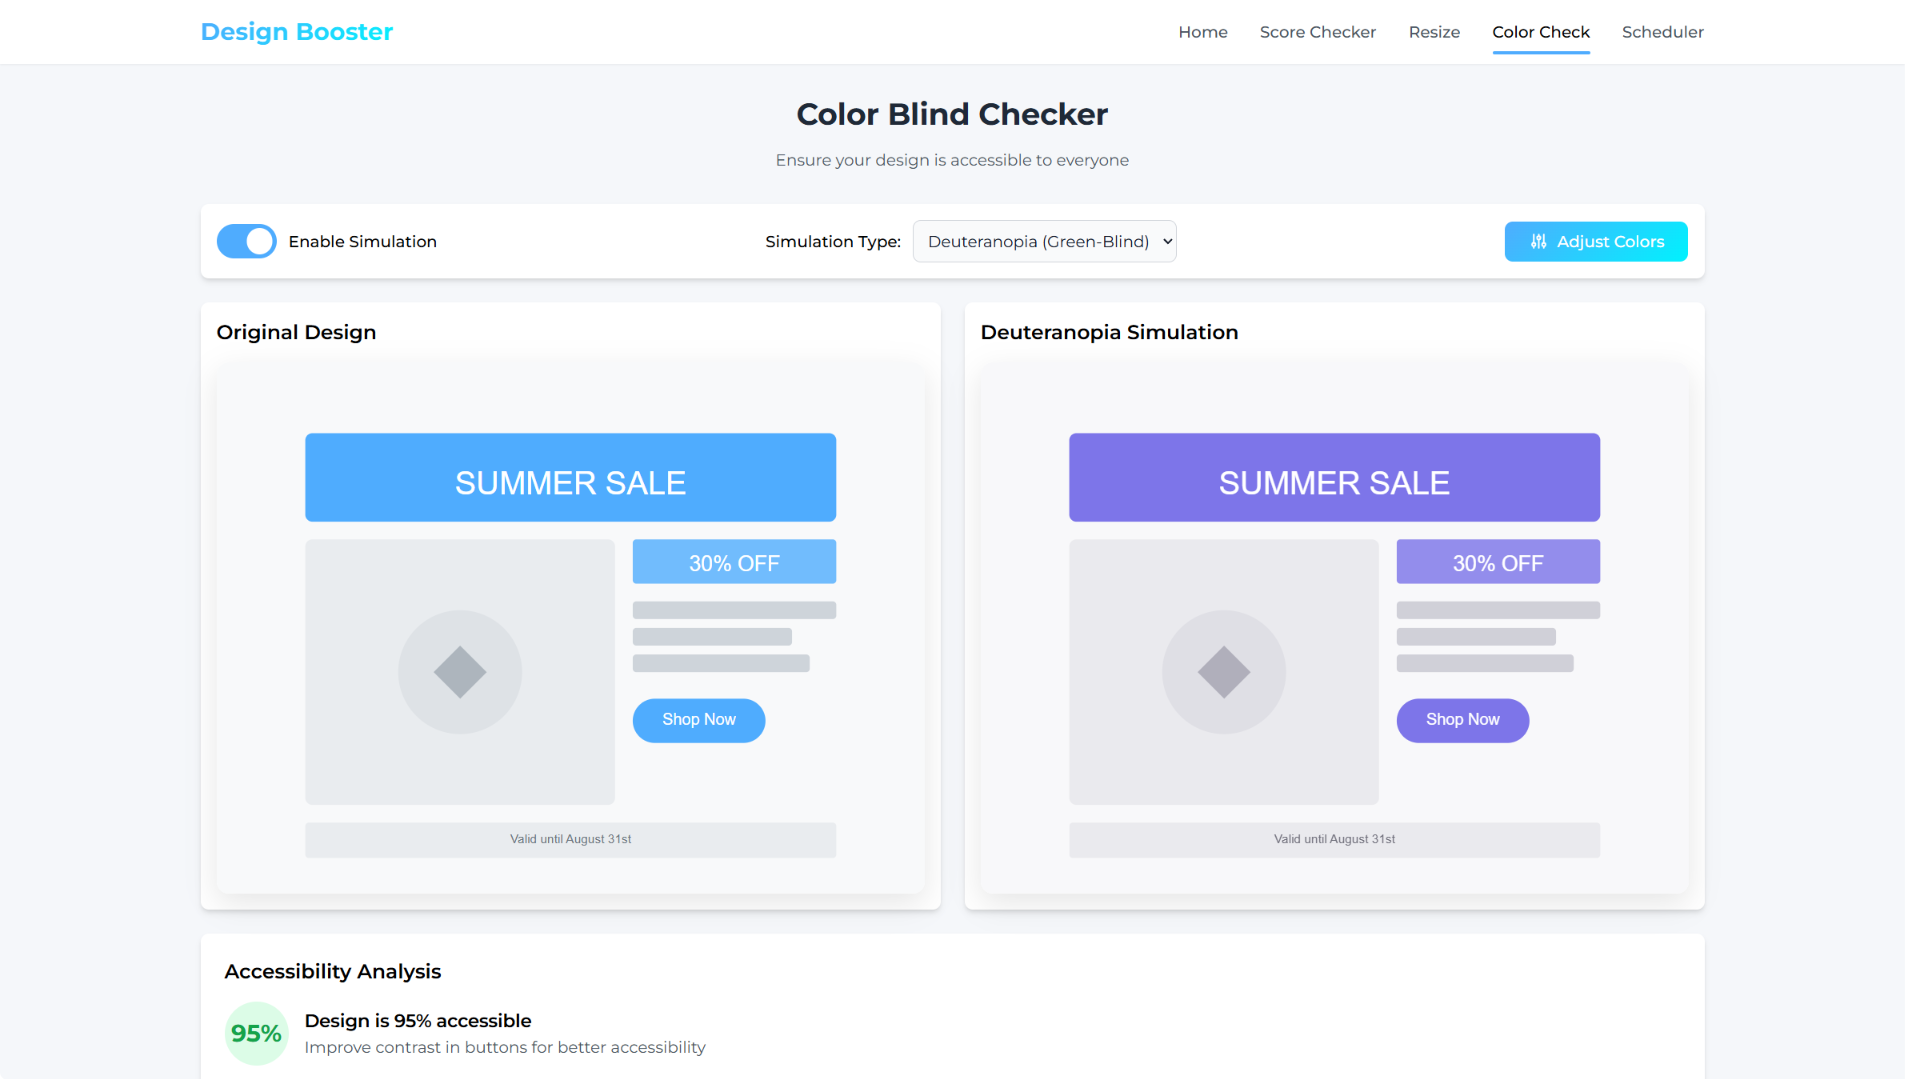 Design Booster
Home
Score Checker
Resize
Color Check
Scheduler
Color Blind Checker
Ensure your design is accessible to everyone
Enable Simulation
Simulation Type:
Deuteranopia (Green-Blind)
Adjust Colors
Original Design
SUMMER SALE
30% OFF
Shop Now
Valid until August 31st
Deuteranopia Simulation
SUMMER SALE
30% OFF
Shop Now
Valid until August 31st
Accessibility Analysis
95%
Design is 95% accessible
Improve contrast in buttons for better accessibility